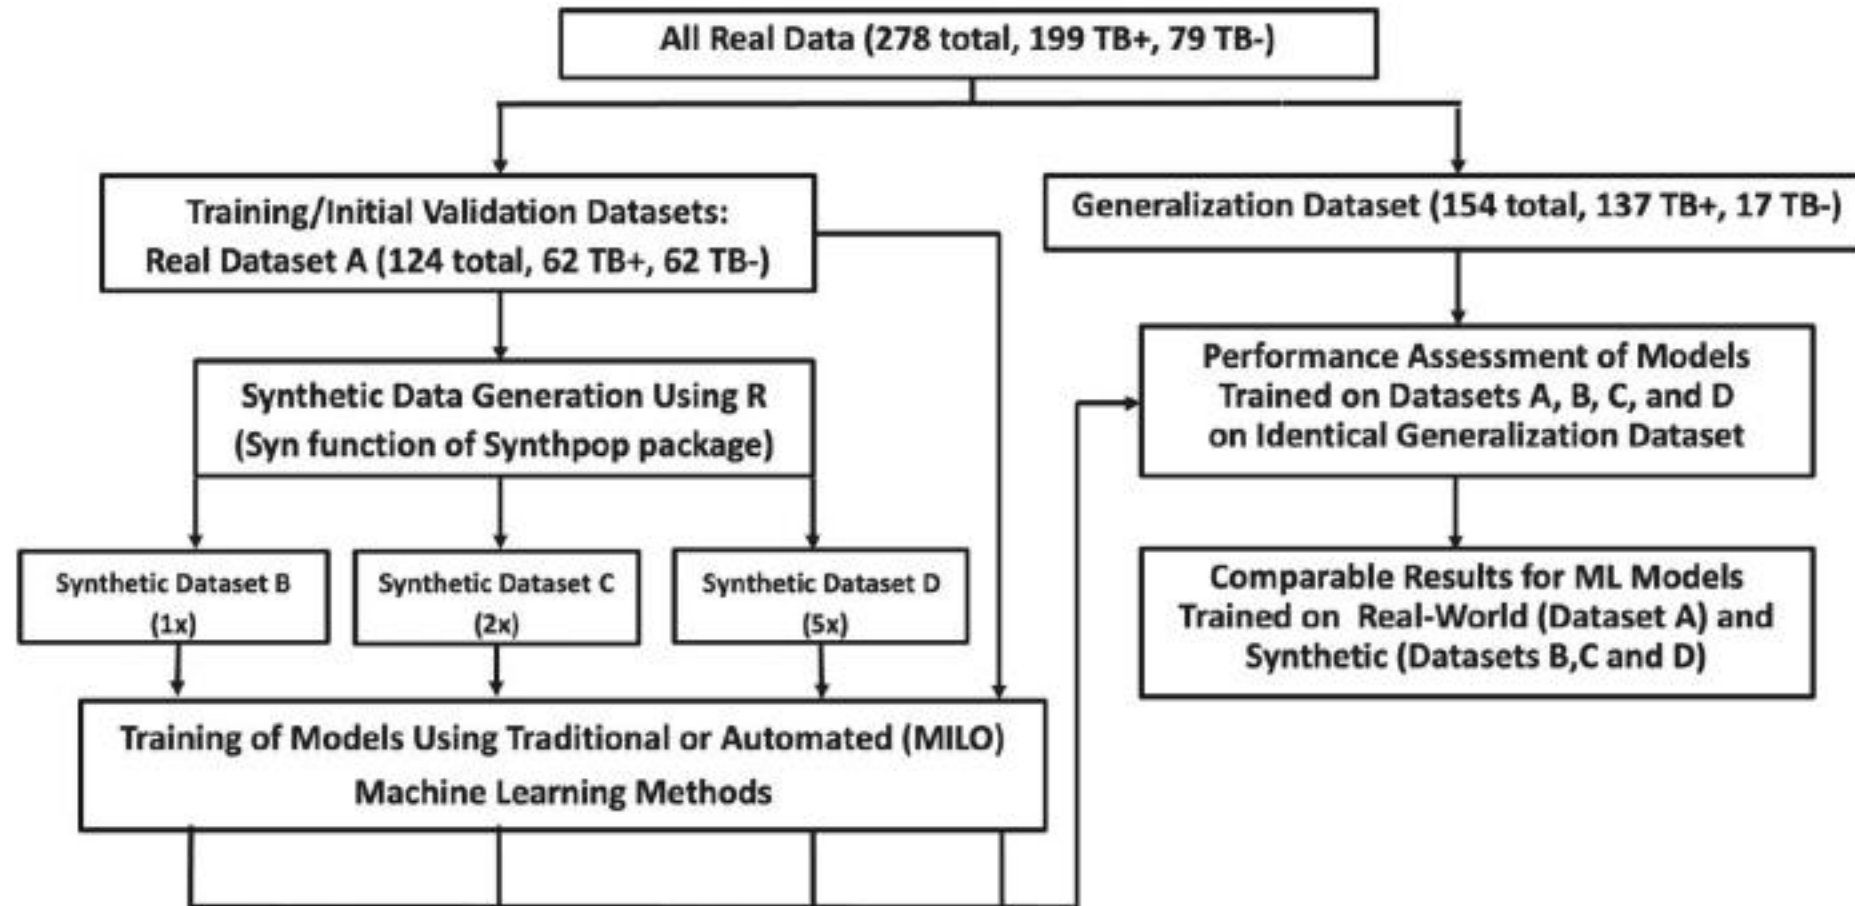 All Real Data (278 total, 199 TB+, 79 TB-)
Training/Initial Validation Datasets:
Real Dataset A (124 total, 62 TB+, 62 TB-)
Generalization Dataset (154 total, 137 TB+, 17 TB-)
Synthetic Data Generation Using R
(Syn function of Synthpop package)
Performance Assessment of Models
Trained on Datasets A, B, C, and D
on Identical Generalization Dataset
Synthetic Dataset B
(1x)
Synthetic Dataset C
(2x)
Synthetic Dataset D
(5x)
Comparable Results for ML Models
Trained on Real-World (Dataset A) and
Synthetic (Datasets B,C and D)
Training of Models Using Traditional or Automated (MILO)
Machine Learning Methods